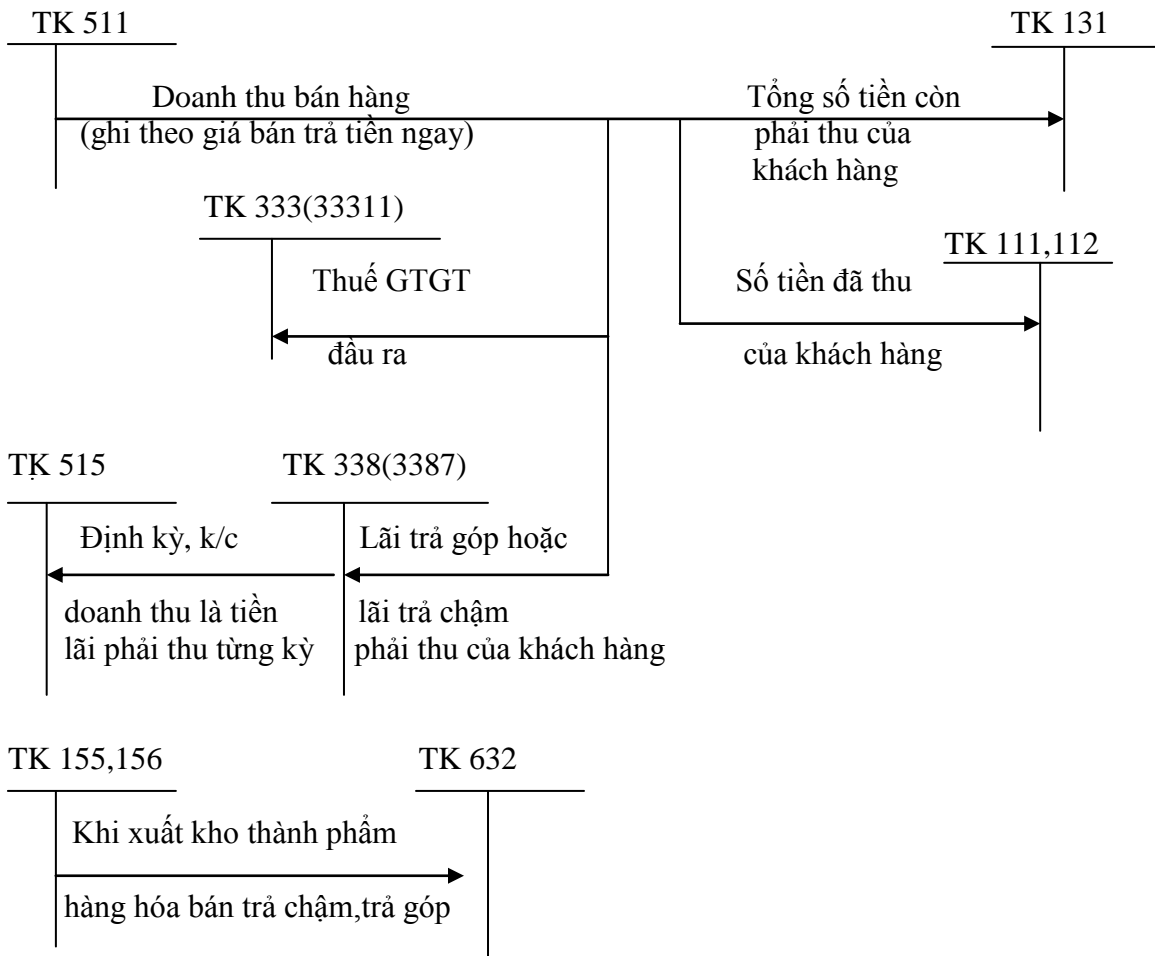 TK 511
TK 131
Doanh thu bán hàng
(ghi theo giá bán trả tiền ngay)
Tổng số tiền còn
phải thu của
khách hàng
TK 333(33311)
TK 111,112
Thuế GTGT
đầu ra
Số tiền đã thu
của khách hàng
TK 515
TK 338(3387)
Định kỳ, k/c
doanh thu là tiền
lãi phải thu từng kỳ
Lãi trả góp hoặc
lãi trả chậm
phải thu của khách hàng
TK 155,156
TK 632
Khi xuất kho thành phẩm
hàng hóa bán trả chậm,trả góp